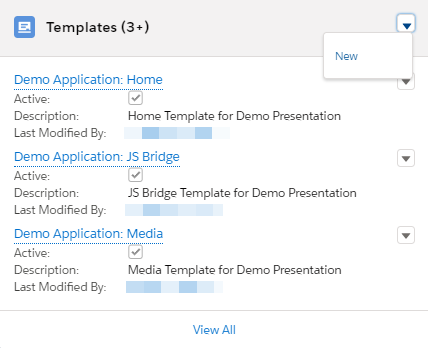 Templates (3+)
New
Demo Application: Home
Active:
Description: Home Template for Demo Presentation
Last Modified By:
Demo Application: JS Bridge
Active:
Description: JS Bridge Template for Demo Presentation
Last Modified By:
Demo Application: Media
Active:
Description: Media Template for Demo Presentation
Last Modified By:
View All